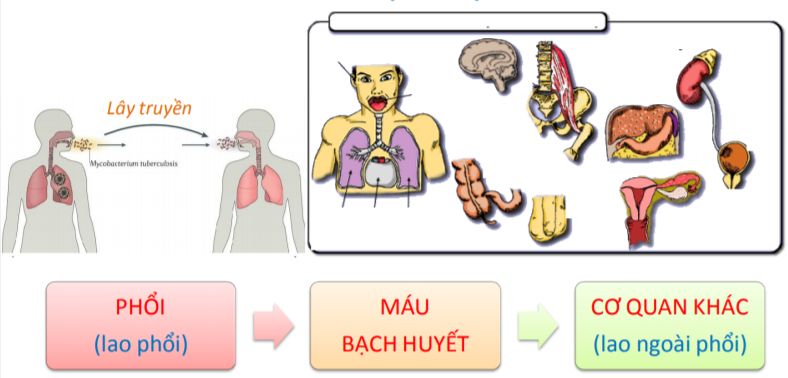 Lây truyền
Mycobacterium tuberculosis
PHỔI
(lao phổi)
MÁU
BẠCH HUYẾT
CƠ QUAN KHÁC
(lao ngoài phổi)